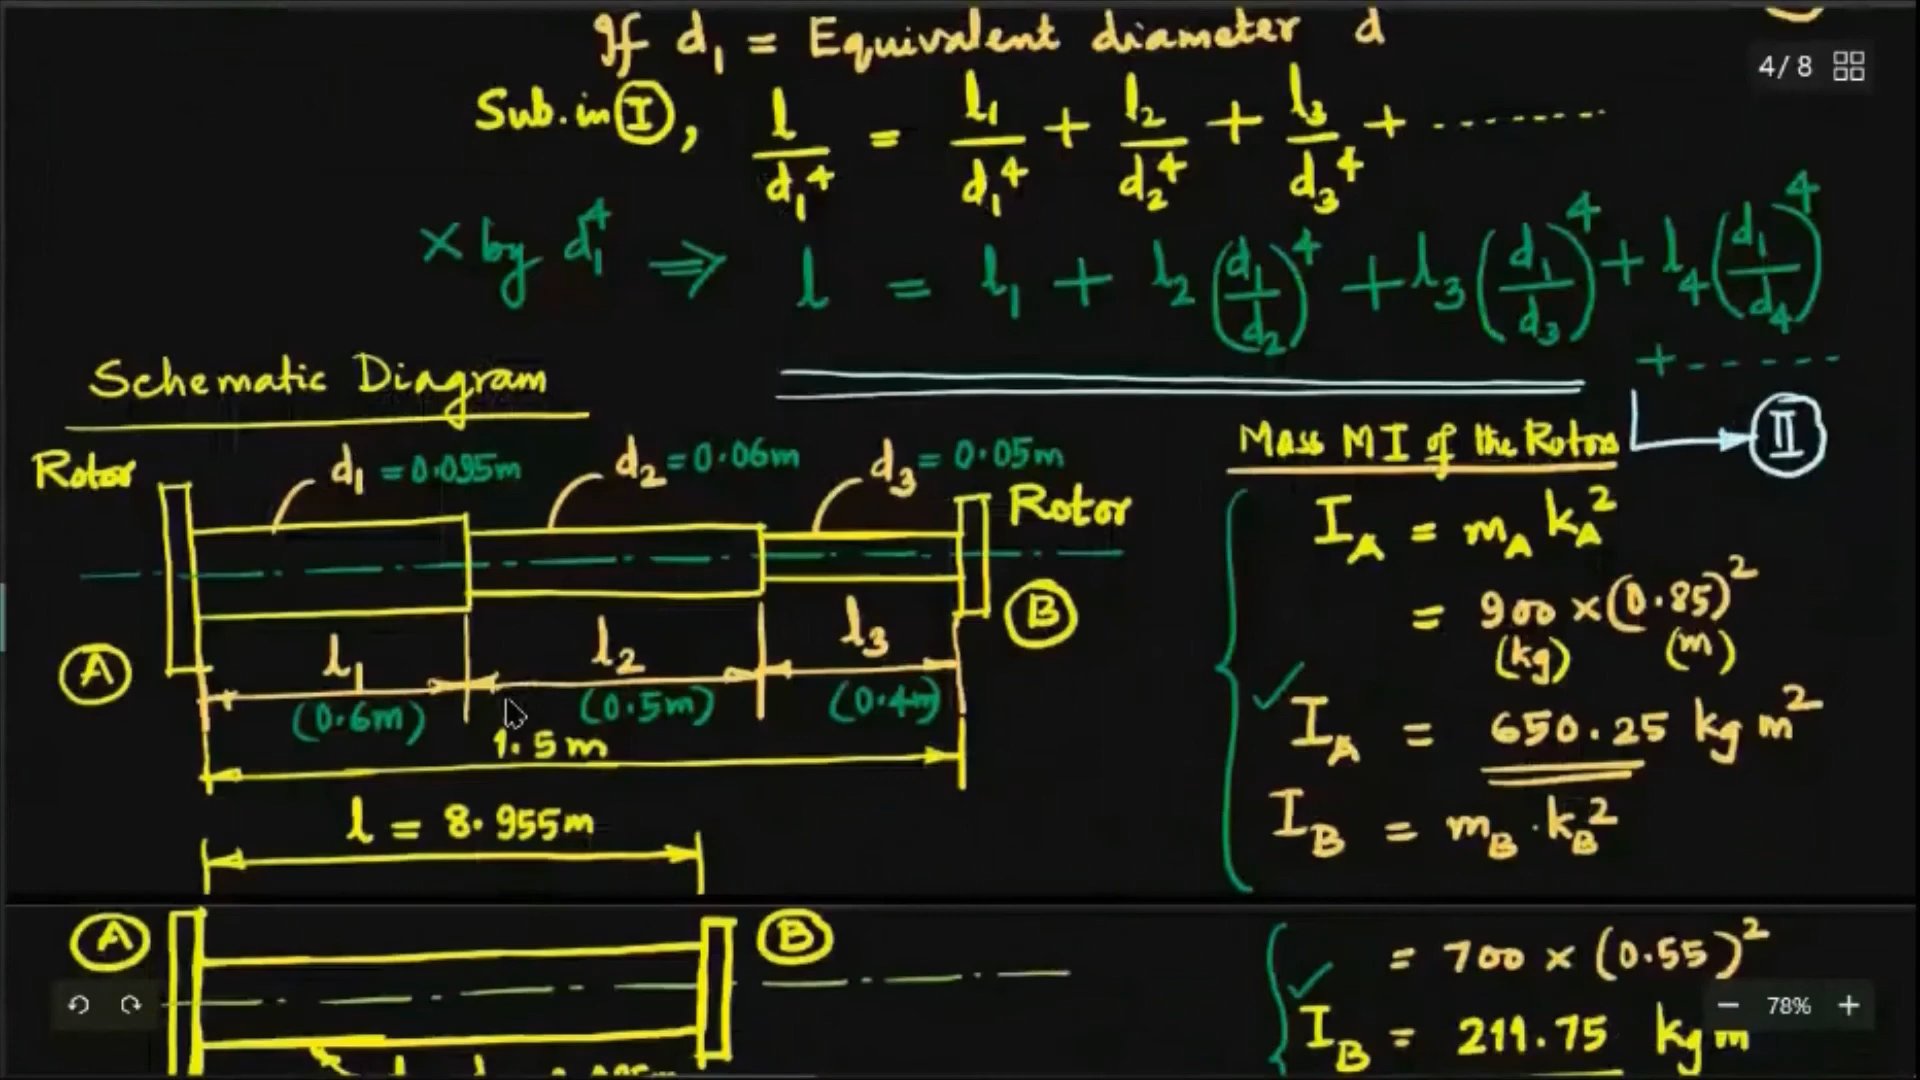 If d₁ = Equivalent diameter d
4/8
Sub.in Ⓘ, l/d₁⁴ = l₁/d₁⁴ + l₂/d₂⁴ + l₃/d₃⁴ + --------
x by d₁⁴ ⇒ l = l₁ + l₂(d₁/d₂)⁴ + l₃(d₁/d₃)⁴ + l₄(d₁/d₄)⁴
+------
II
Schematic Diagram
Rotor d₁ = 0.095m d₂ = 0.06m d₃ = 0.05m Rotor
A B
l₁ l₂ l₃
(0.6m) (0.5m) (0.4m)
1.5m
l = 8.955m
A B
Mass MI of the Rotors
I_A = m_A k_A²
= 900 x (0.85)²
(kg) (m)
✓ I_A = 650.25 kg m²
I_B = m_B . k_B²
= 700 x (0.55)²
✓ I_B = 211.75 kg m
− 78% +